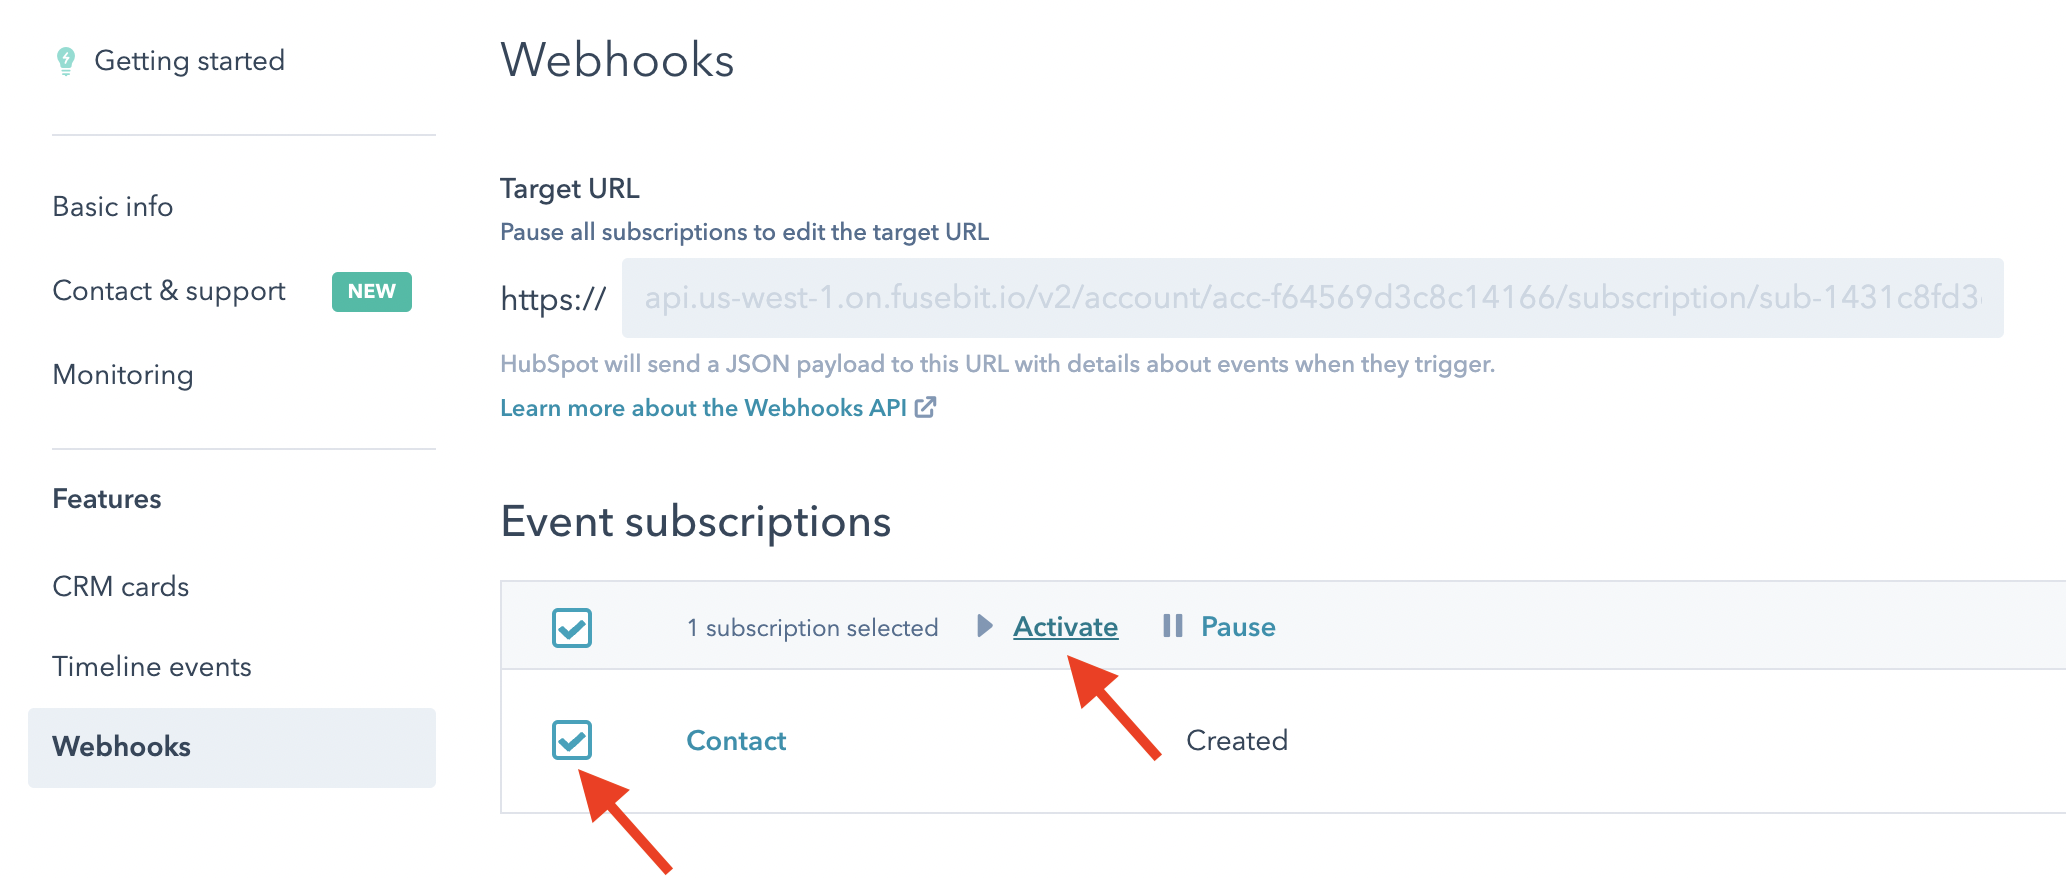 Getting started
Basic info
Contact & support NEW
Monitoring
Features
CRM cards
Timeline events
Webhooks
Webhooks
Target URL
Pause all subscriptions to edit the target URL
https:// api.us-west-1.on.fusebit.io/v2/account/acc-f64569d3c8c14166/subscription/sub-1431c8fd3
HubSpot will send a JSON payload to this URL with details about events when they trigger.
Learn more about the Webhooks API
Event subscriptions
1 subscription selected Activate Pause
Contact Created